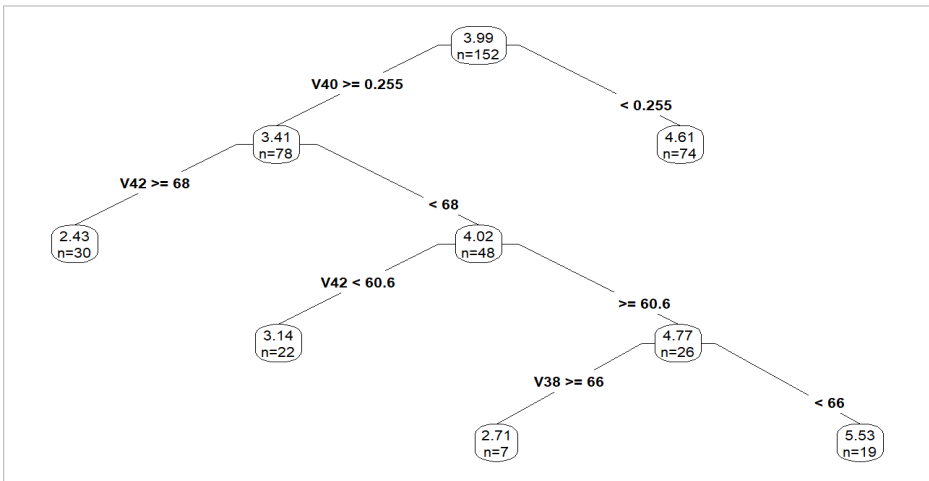 3.99
n=152
V40 >= 0.255
< 0.255
3.41
n=78
4.61
n=74
V42 >= 68
< 68
2.43
n=30
4.02
n=48
V42 < 60.6
>= 60.6
3.14
n=22
4.77
n=26
V38 >= 66
< 66
2.71
n=7
5.53
n=19